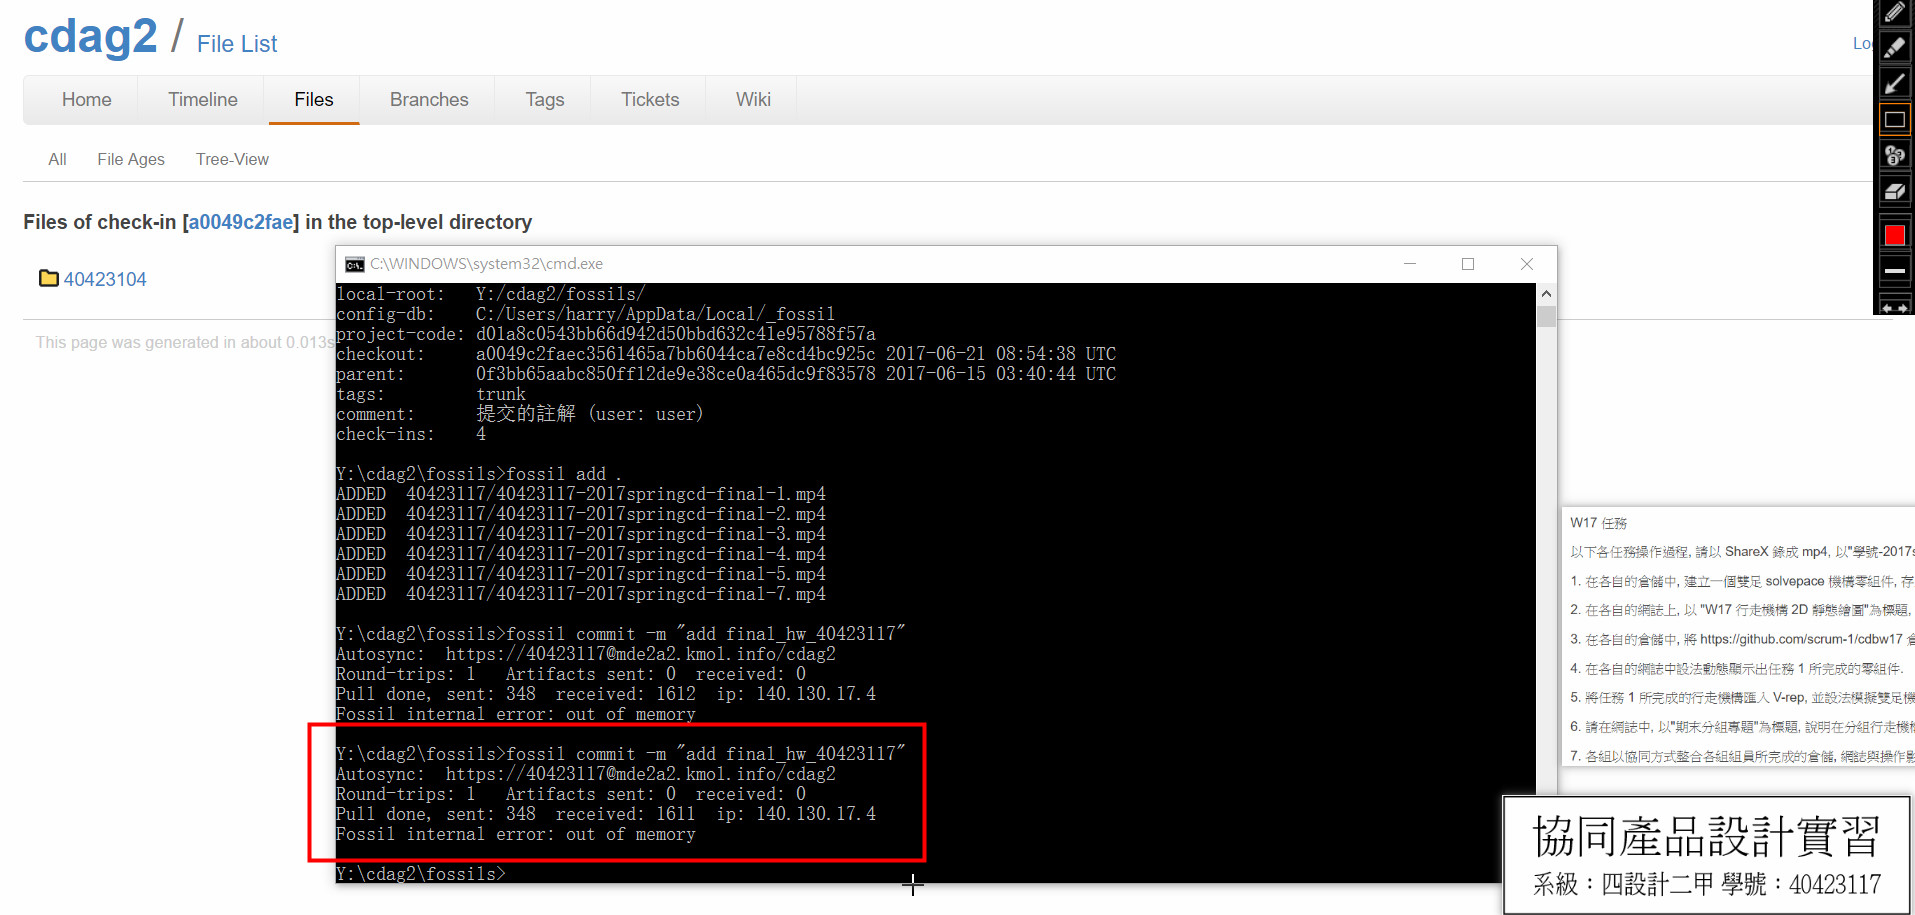 cdag2 / File List
Home Timeline Files Branches Tags Tickets Wiki
All File Ages Tree-View
Files of check-in [a0049c2fae] in the top-level directory
40423104
This page was generated in about 0.013s
C:\WINDOWS\system32\cmd.exe
local-root: Y:/cdag2/fossils/
config-db: C:/Users/harry/AppData/Local/_fossil
project-code: d01a8c0543bb66d942d50bbd632c41e95788f57a
checkout: a0049c2faec3561465a7bb6044ca7e8cd4bc925c 2017-06-21 08:54:38 UTC
parent: 0f3bb65aabc850ff12de9e38ce0a465dc9f83578 2017-06-15 03:40:44 UTC
tags: trunk
comment: 提交的註解 (user: user)
check-ins: 4
Y:\cdag2\fossils>fossil add .
ADDED 40423117/40423117-2017springcd-final-1.mp4
ADDED 40423117/40423117-2017springcd-final-2.mp4
ADDED 40423117/40423117-2017springcd-final-3.mp4
ADDED 40423117/40423117-2017springcd-final-4.mp4
ADDED 40423117/40423117-2017springcd-final-5.mp4
ADDED 40423117/40423117-2017springcd-final-7.mp4
Y:\cdag2\fossils>fossil commit -m "add final_hw_40423117"
Autosync: https://40423117@mde2a2.kmol.info/cdag2
Round-trips: 1 Artifacts sent: 0 received: 0
Pull done, sent: 348 received: 1612 ip: 140.130.17.4
Fossil internal error: out of memory
Y:\cdag2\fossils>fossil commit -m "add final_hw_40423117"
Autosync: https://40423117@mde2a2.kmol.info/cdag2
Round-trips: 1 Artifacts sent: 0 received: 0
Pull done, sent: 348 received: 1611 ip: 140.130.17.4
Fossil internal error: out of memory
Y:\cdag2\fossils>
W17 任務
以下各任務操作過程, 請以 ShareX 錄成 mp4, 以"學號-2017s
1. 在各自的倉儲中, 建立一個雙足 solvepace 機構零組件, 存
2. 在各自的網誌上, 以 "W17 行走機構 2D 靜態繪圖"為標題,
3. 在各自的倉儲中, 將 https://github.com/scrum-1/cdbw17 倉
4. 在各自的網誌中設法動態顯示出任務 1 所完成的零組件.
5. 將任務 1 所完成的行走機構匯入 V-rep, 並設法模擬雙足機
6. 請在網誌中, 以"期末分組專題"為標題, 說明在分組行走機
7. 各組以協同方式整合各組組員所完成的倉儲, 網誌與操作影
協同產品設計實習
系級：四設計二甲 學號：40423117